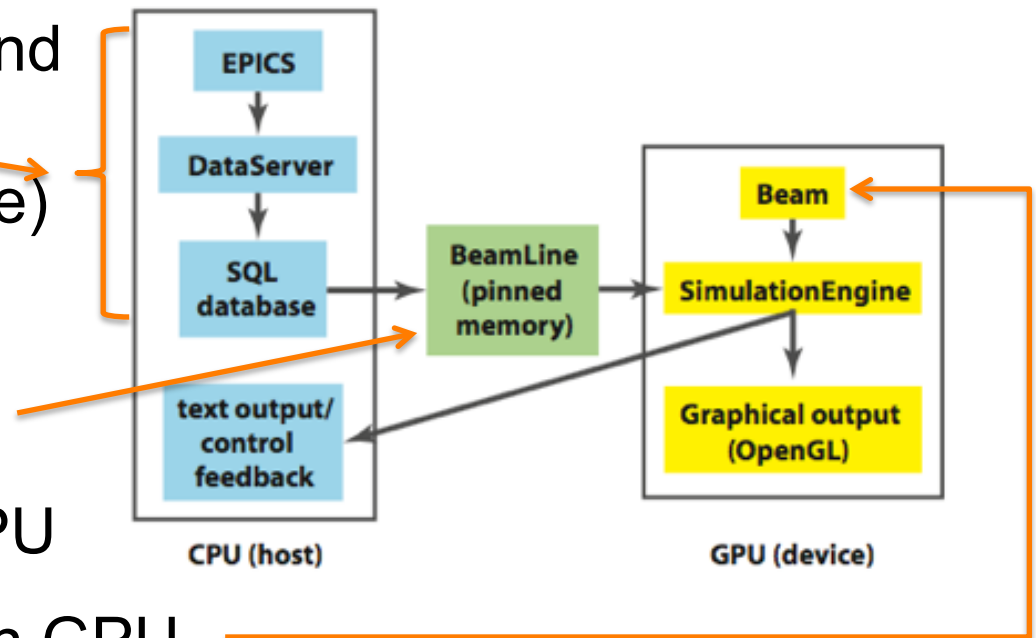 nd
e)
PU
GPU
EPICS
DataServer
SQL
database
text output/
control
feedback
CPU (host)
BeamLine
(pinned
memory)
Beam
SimulationEngine
Graphical output
(OpenGL)
GPU (device)